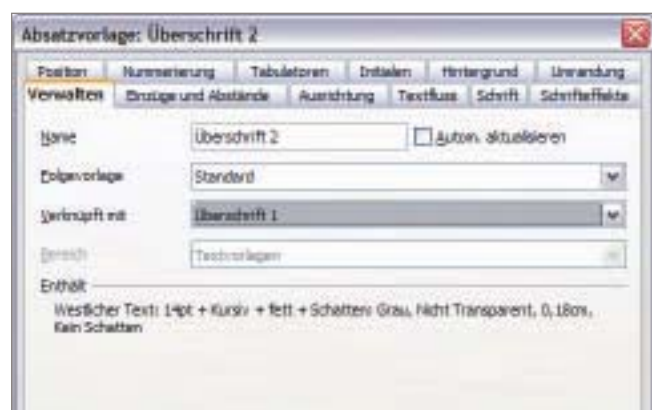 Absatzvorlage: Überschrift 2
Position Nummerierung Tabulatoren Initialen Hintergrund Umrandung
Verwalten Einzüge und Abstände Ausrichtung Textfluss Schrift Schrifteffekte
Name Überschrift 2 Autom. aktualisieren
Folgevorlage Standard
Verknüpft mit Überschrift 1
Bereich Textvorlagen
Enthält
Westlicher Text: 14pt + Kursiv + fett + Schatten: Grau, Nicht Transparent, 0,18cm,
Kein Schatten